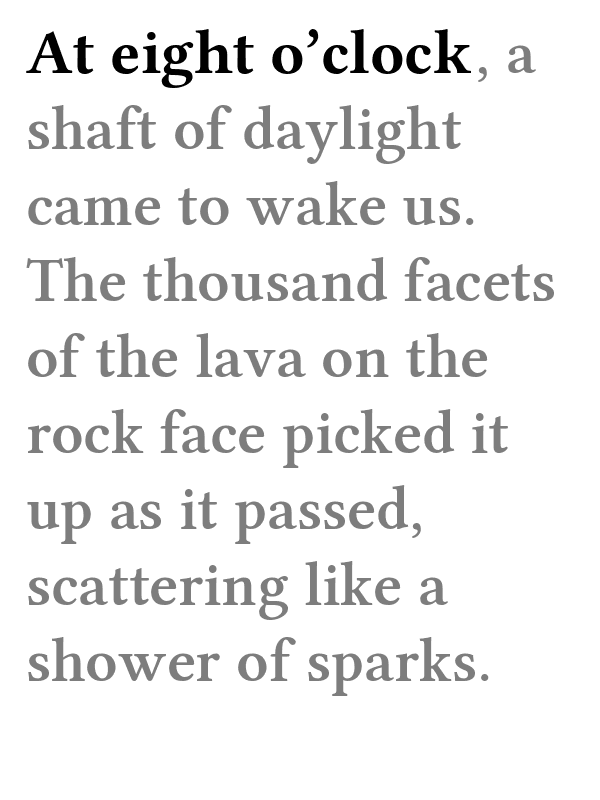 At eight o’clock, a
shaft of daylight
came to wake us.
The thousand facets
of the lava on the
rock face picked it
up as it passed,
scattering like a
shower of sparks.